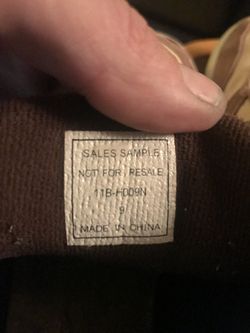 SALES SAMPLE
NOT FOR RESALE
11B-H009N
9
MADE IN CHINA